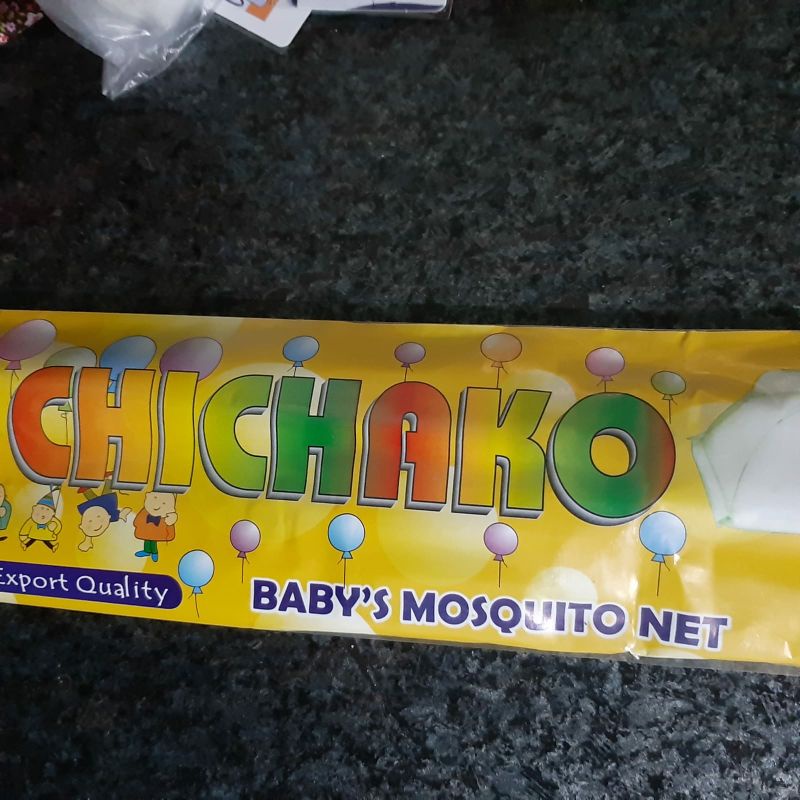 CHICHAKO
Export Quality
BABY'S MOSQUITO NET